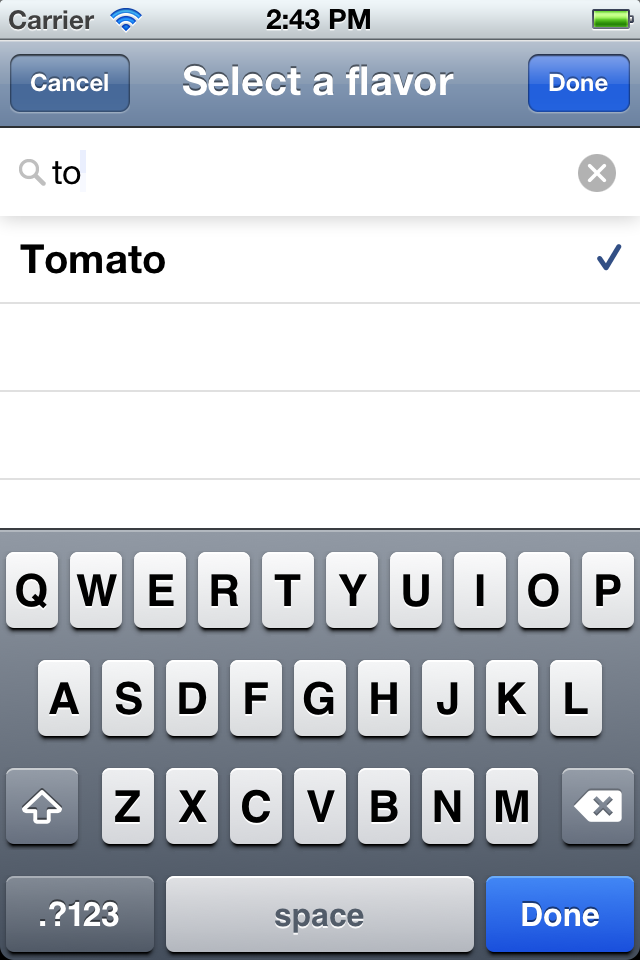 Carrier 2:43 PM
Cancel Select a flavor Done
to
Tomato
Q W E R T Y U I O P
A S D F G H J K L
Z X C V B N M
.?123 space Done